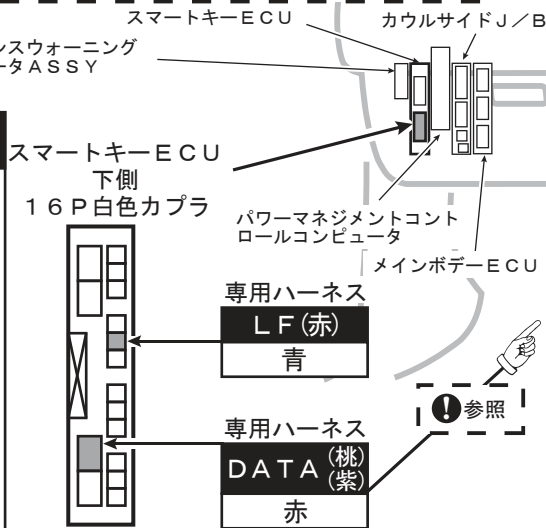 スマートキーECU
カウルサイドJ/B
ンスウォーニング
ータASSY
スマートキーECU
下側
16P白色カプラ
パワーマネジメントコント
ロールコンピュータ
メインボデーECU
専用ハーネス
LF(赤)
青
参照
専用ハーネス
DATA(桃)
(紫)
赤